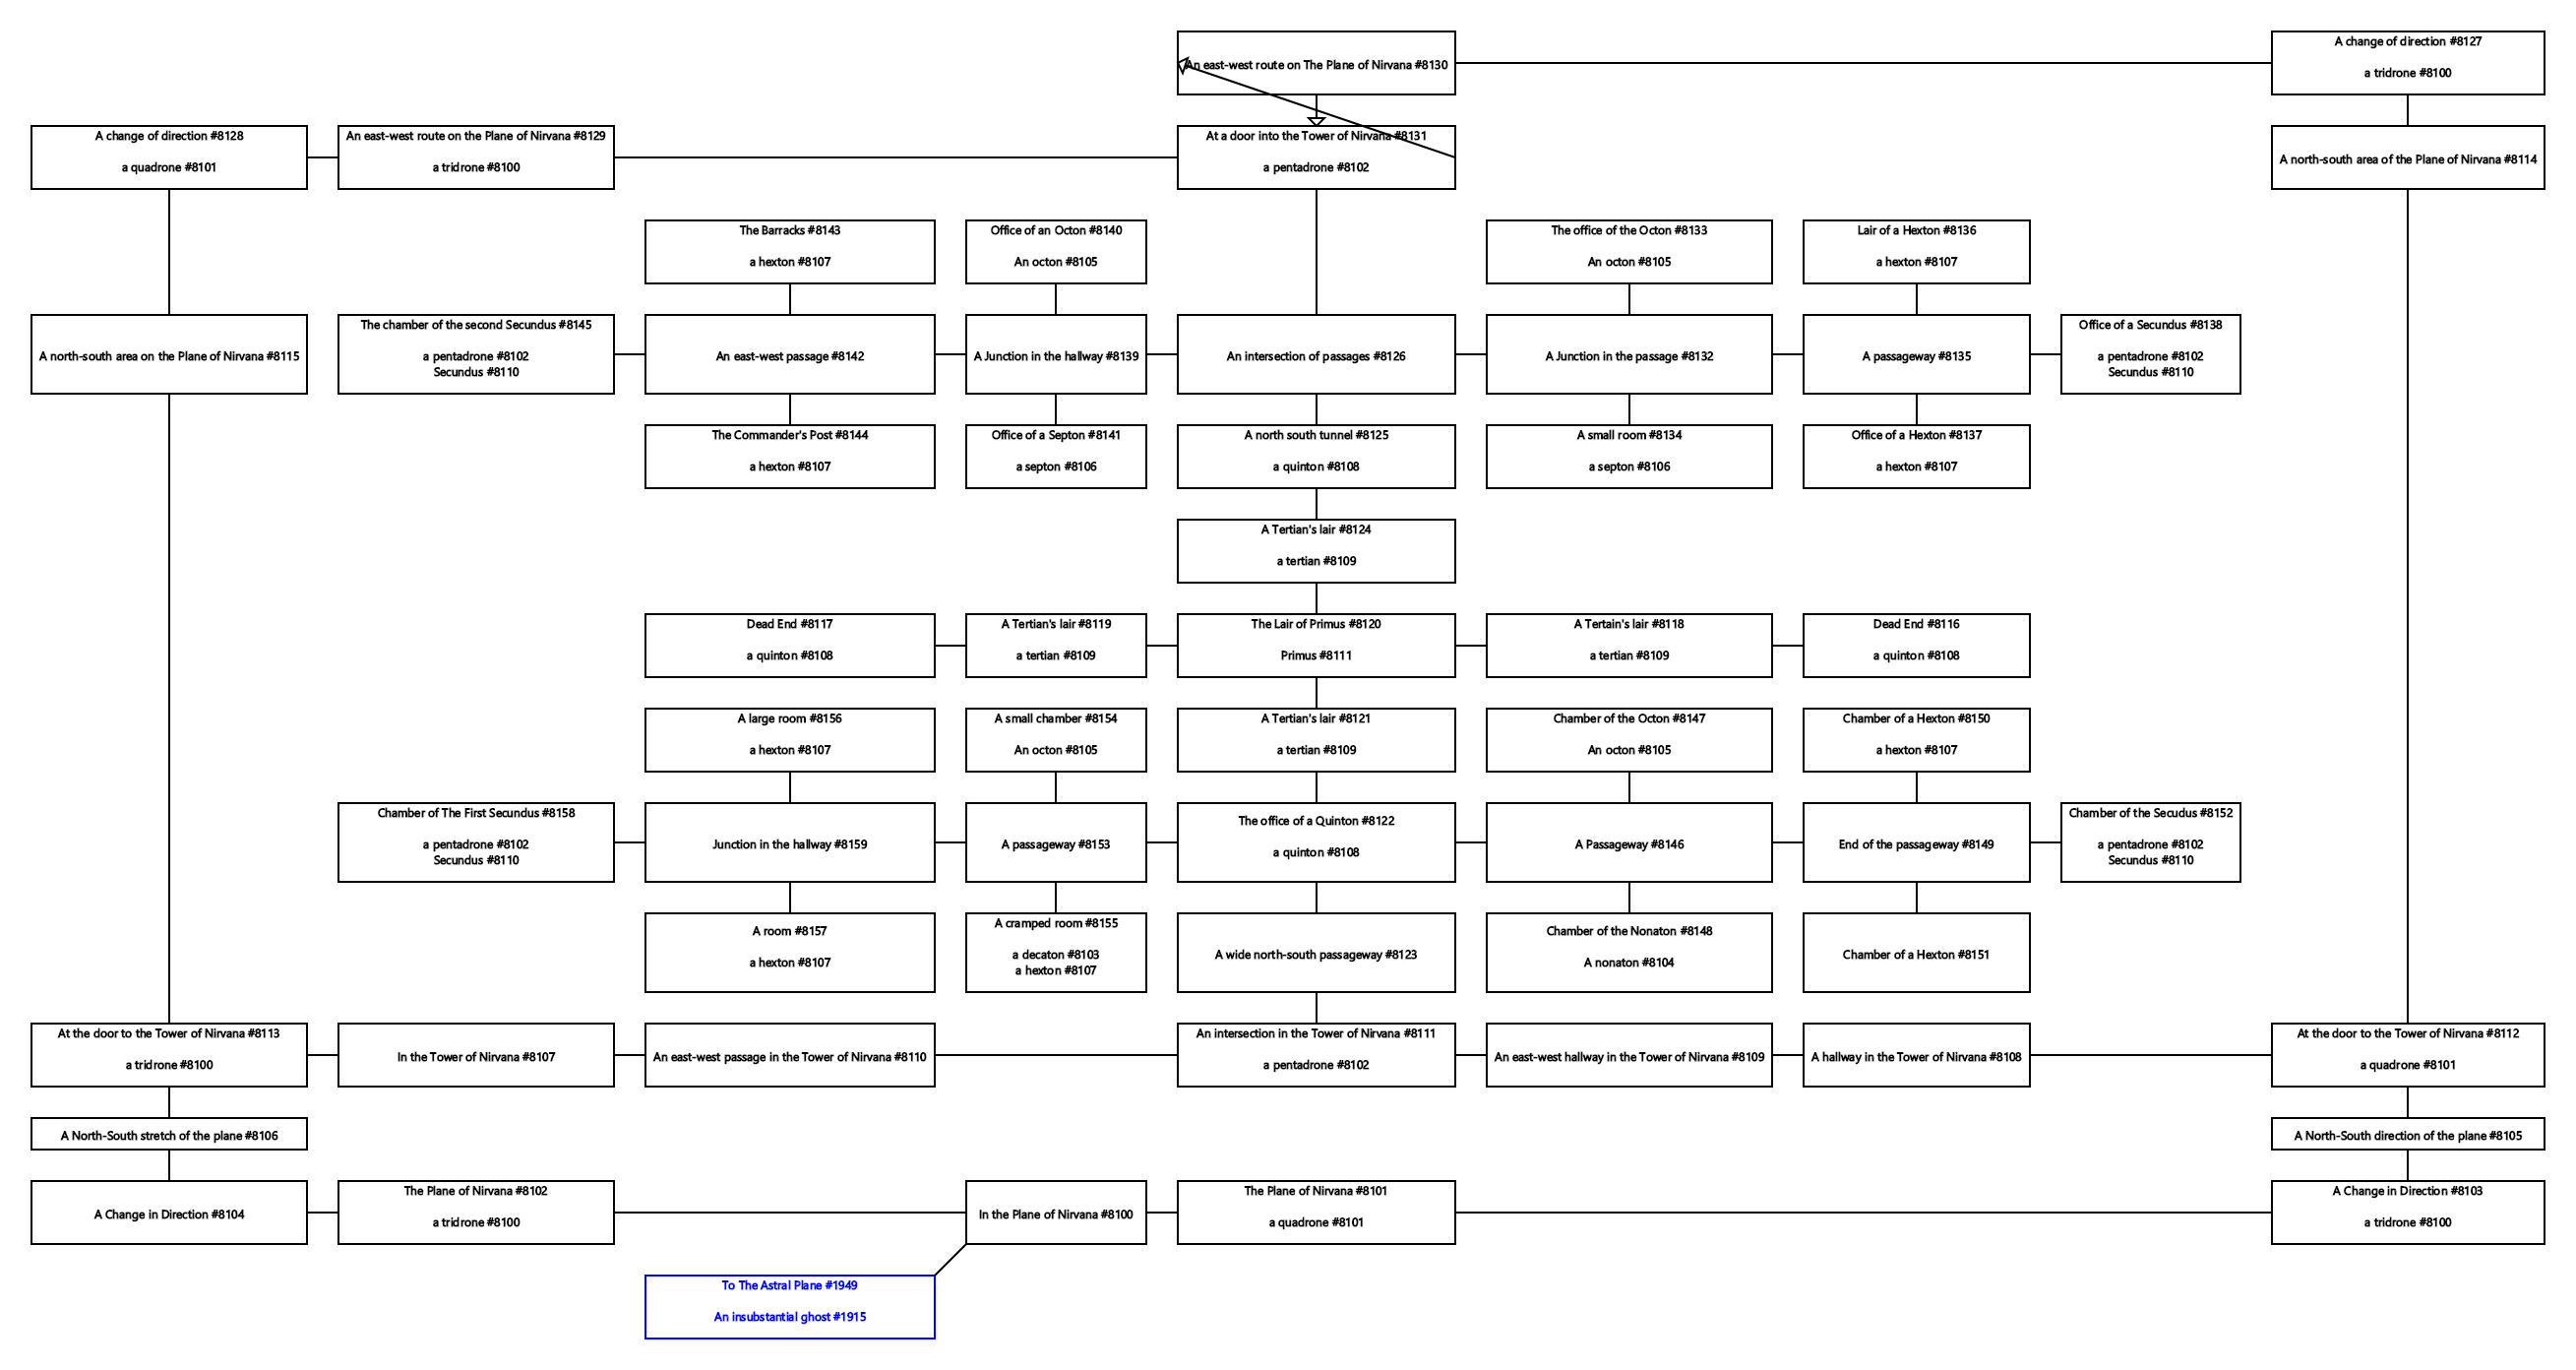 An east-west route on The Plane of Nirvana #8130
A change of direction #8127
a tridrone #8100
A change of direction #8128
a quadrone #8101
An east-west route on the Plane of Nirvana #8129
a tridrone #8100
At a door into the Tower of Nirvana #8131
a pentadrone #8102
A north-south area of the Plane of Nirvana #8114
The Barracks #8143
a hexton #8107
Office of an Octon #8140
An octon #8105
The office of the Octon #8133
An octon #8105
Lair of a Hexton #8136
a hexton #8107
A north-south area on the Plane of Nirvana #8115
The chamber of the second Secundus #8145
a pentadrone #8102
Secundus #8110
An east-west passage #8142
A Junction in the hallway #8139
An intersection of passages #8126
A Junction in the passage #8132
A passageway #8135
Office of a Secundus #8138
a pentadrone #8102
Secundus #8110
The Commander's Post #8144
a hexton #8107
Office of a Septon #8141
a septon #8106
A north south tunnel #8125
a quinton #8108
A small room #8134
a septon #8106
Office of a Hexton #8137
a hexton #8107
A Tertian's lair #8124
a tertian #8109
Dead End #8117
a quinton #8108
A Tertian's lair #8119
a tertian #8109
The Lair of Primus #8120
Primus #8111
A Tertain's lair #8118
a tertian #8109
Dead End #8116
a quinton #8108
A large room #8156
a hexton #8107
A small chamber #8154
An octon #8105
A Tertian's lair #8121
a tertian #8109
Chamber of the Octon #8147
An octon #8105
Chamber of a Hexton #8150
a hexton #8107
Chamber of The First Secundus #8158
a pentadrone #8102
Secundus #8110
Junction in the hallway #8159
A passageway #8153
The office of a Quinton #8122
a quinton #8108
A Passageway #8146
End of the passageway #8149
Chamber of the Secudus #8152
a pentadrone #8102
Secundus #8110
A room #8157
a hexton #8107
A cramped room #8155
a decaton #8103
a hexton #8107
A wide north-south passageway #8123
Chamber of the Nonaton #8148
A nonaton #8104
Chamber of a Hexton #8151
At the door to the Tower of Nirvana #8113
a tridrone #8100
In the Tower of Nirvana #8107
An east-west passage in the Tower of Nirvana #8110
An intersection in the Tower of Nirvana #8111
a pentadrone #8102
An east-west hallway in the Tower of Nirvana #8109
A hallway in the Tower of Nirvana #8108
At the door to the Tower of Nirvana #8112
a quadrone #8101
A North-South stretch of the plane #8106
A North-South direction of the plane #8105
A Change in Direction #8104
The Plane of Nirvana #8102
a tridrone #8100
In the Plane of Nirvana #8100
The Plane of Nirvana #8101
a quadrone #8101
A Change in Direction #8103
a tridrone #8100
To The Astral Plane #1949
An insubstantial ghost #1915